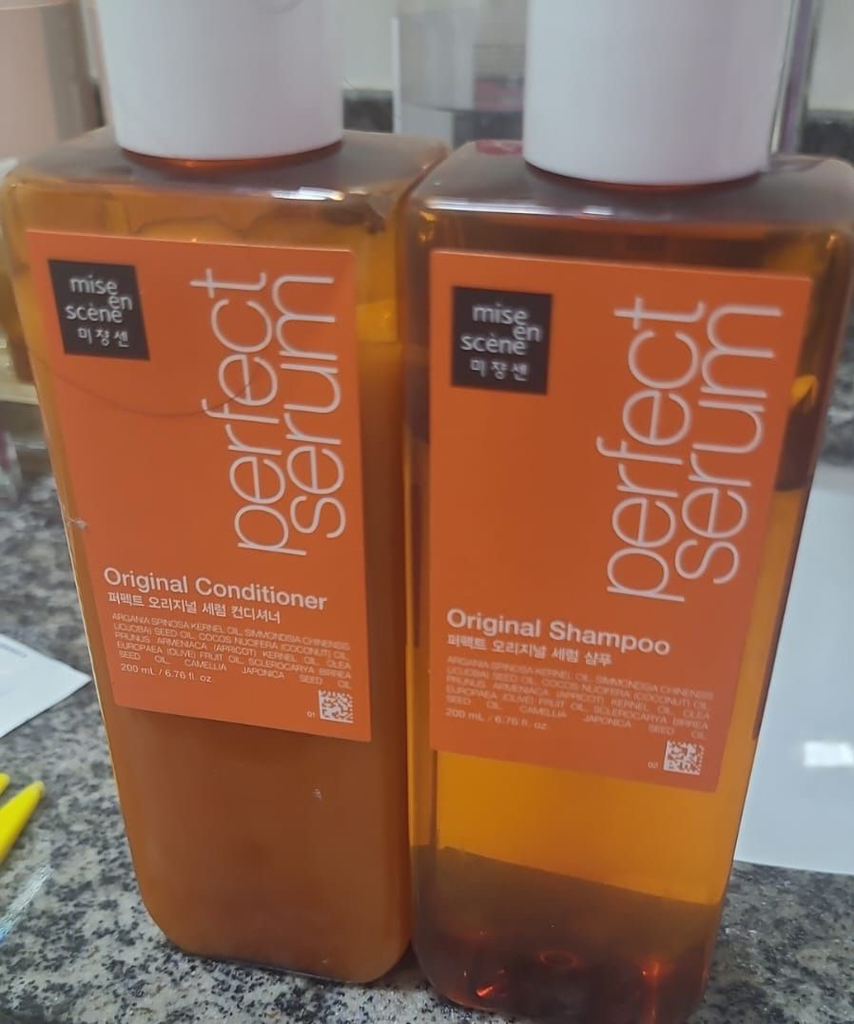 mise
en
scène
미쟝센
perfect
serum
Original Conditioner
퍼펙트 오리지널 세럼 컨디셔너
ARGANIA SPINOSA KERNEL OIL, SIMMONDSIA CHINENSIS
(JOJOBA) SEED OIL, COCOS NUCIFERA (COCONUT) OIL,
PRUNUS ARMENIACA (APRICOT) KERNEL OIL, OLEA
EUROPAEA (OLIVE) FRUIT OIL, SCLEROCARYA BIRREA
SEED OIL, CAMELLIA JAPONICA SEED OIL
200 mL / 6.76 fl. oz.
01
mise
en
scène
미쟝센
perfect
serum
Original Shampoo
퍼펙트 오리지널 세럼 샴푸
ARGANIA SPINOSA KERNEL OIL, SIMMONDSIA CHINENSIS
(JOJOBA) SEED OIL, COCOS NUCIFERA (COCONUT) OIL,
PRUNUS ARMENIACA (APRICOT) KERNEL OIL, OLEA
EUROPAEA (OLIVE) FRUIT OIL, SCLEROCARYA BIRREA
SEED OIL, CAMELLIA JAPONICA SEED OIL
200 mL / 6.76 fl. oz.
02